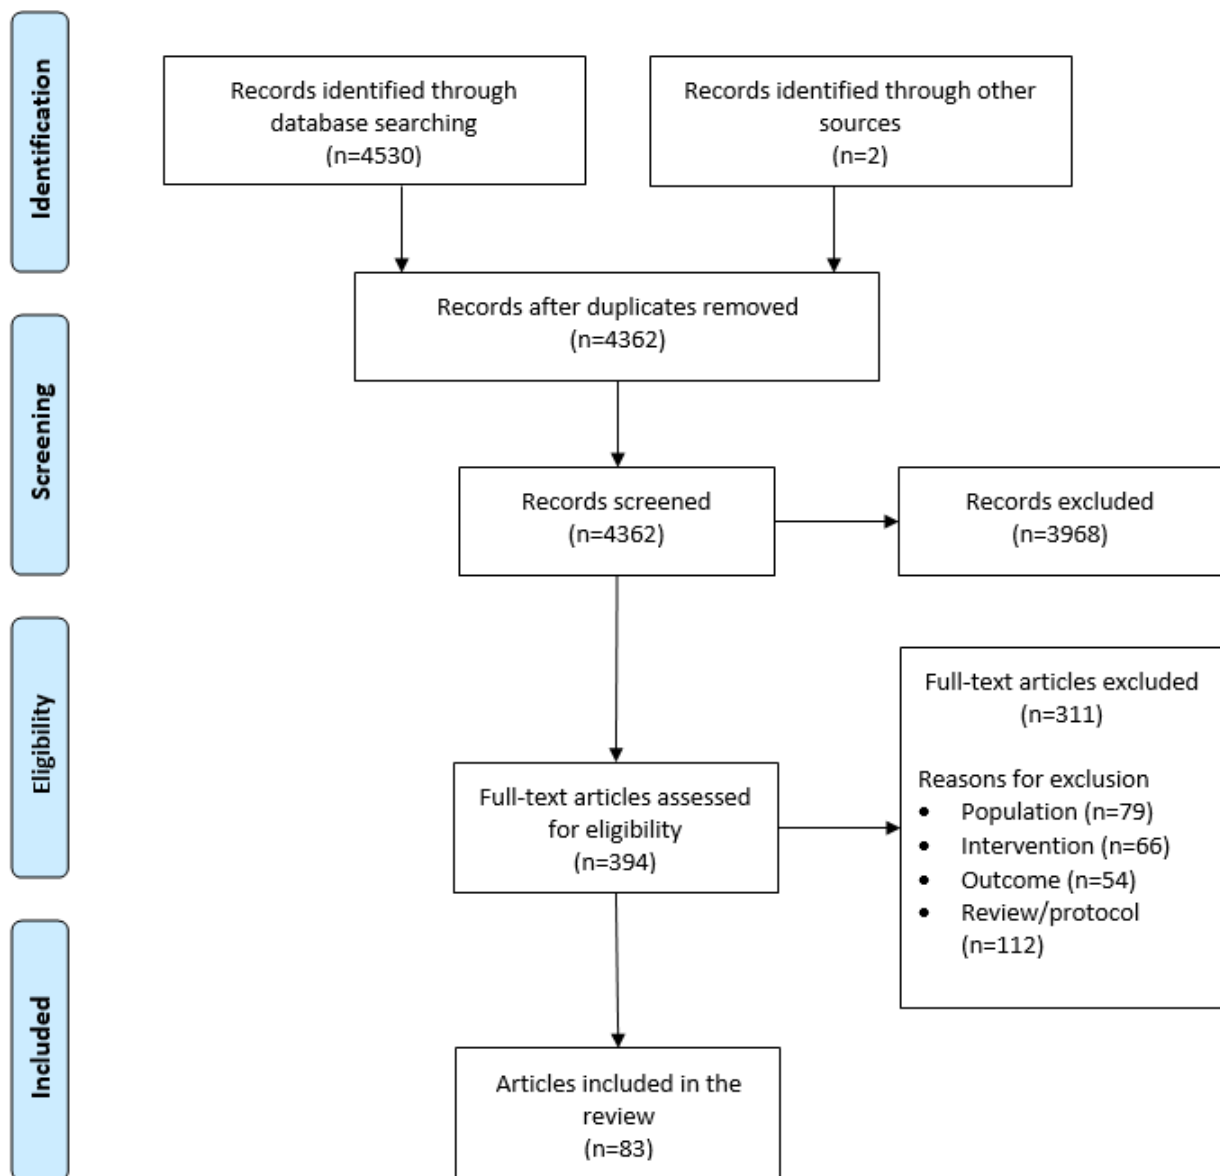 Identification
Records identified through
database searching
(n=4530)
Records identified through other
sources
(n=2)
Records after duplicates removed
(n=4362)
Screening
Records screened
(n=4362)
Records excluded
(n=3968)
Eligibility
Full-text articles assessed
for eligibility
(n=394)
Full-text articles excluded
(n=311)
Reasons for exclusion
• Population (n=79)
• Intervention (n=66)
• Outcome (n=54)
• Review/protocol
(n=112)
Included
Articles included in the
review
(n=83)